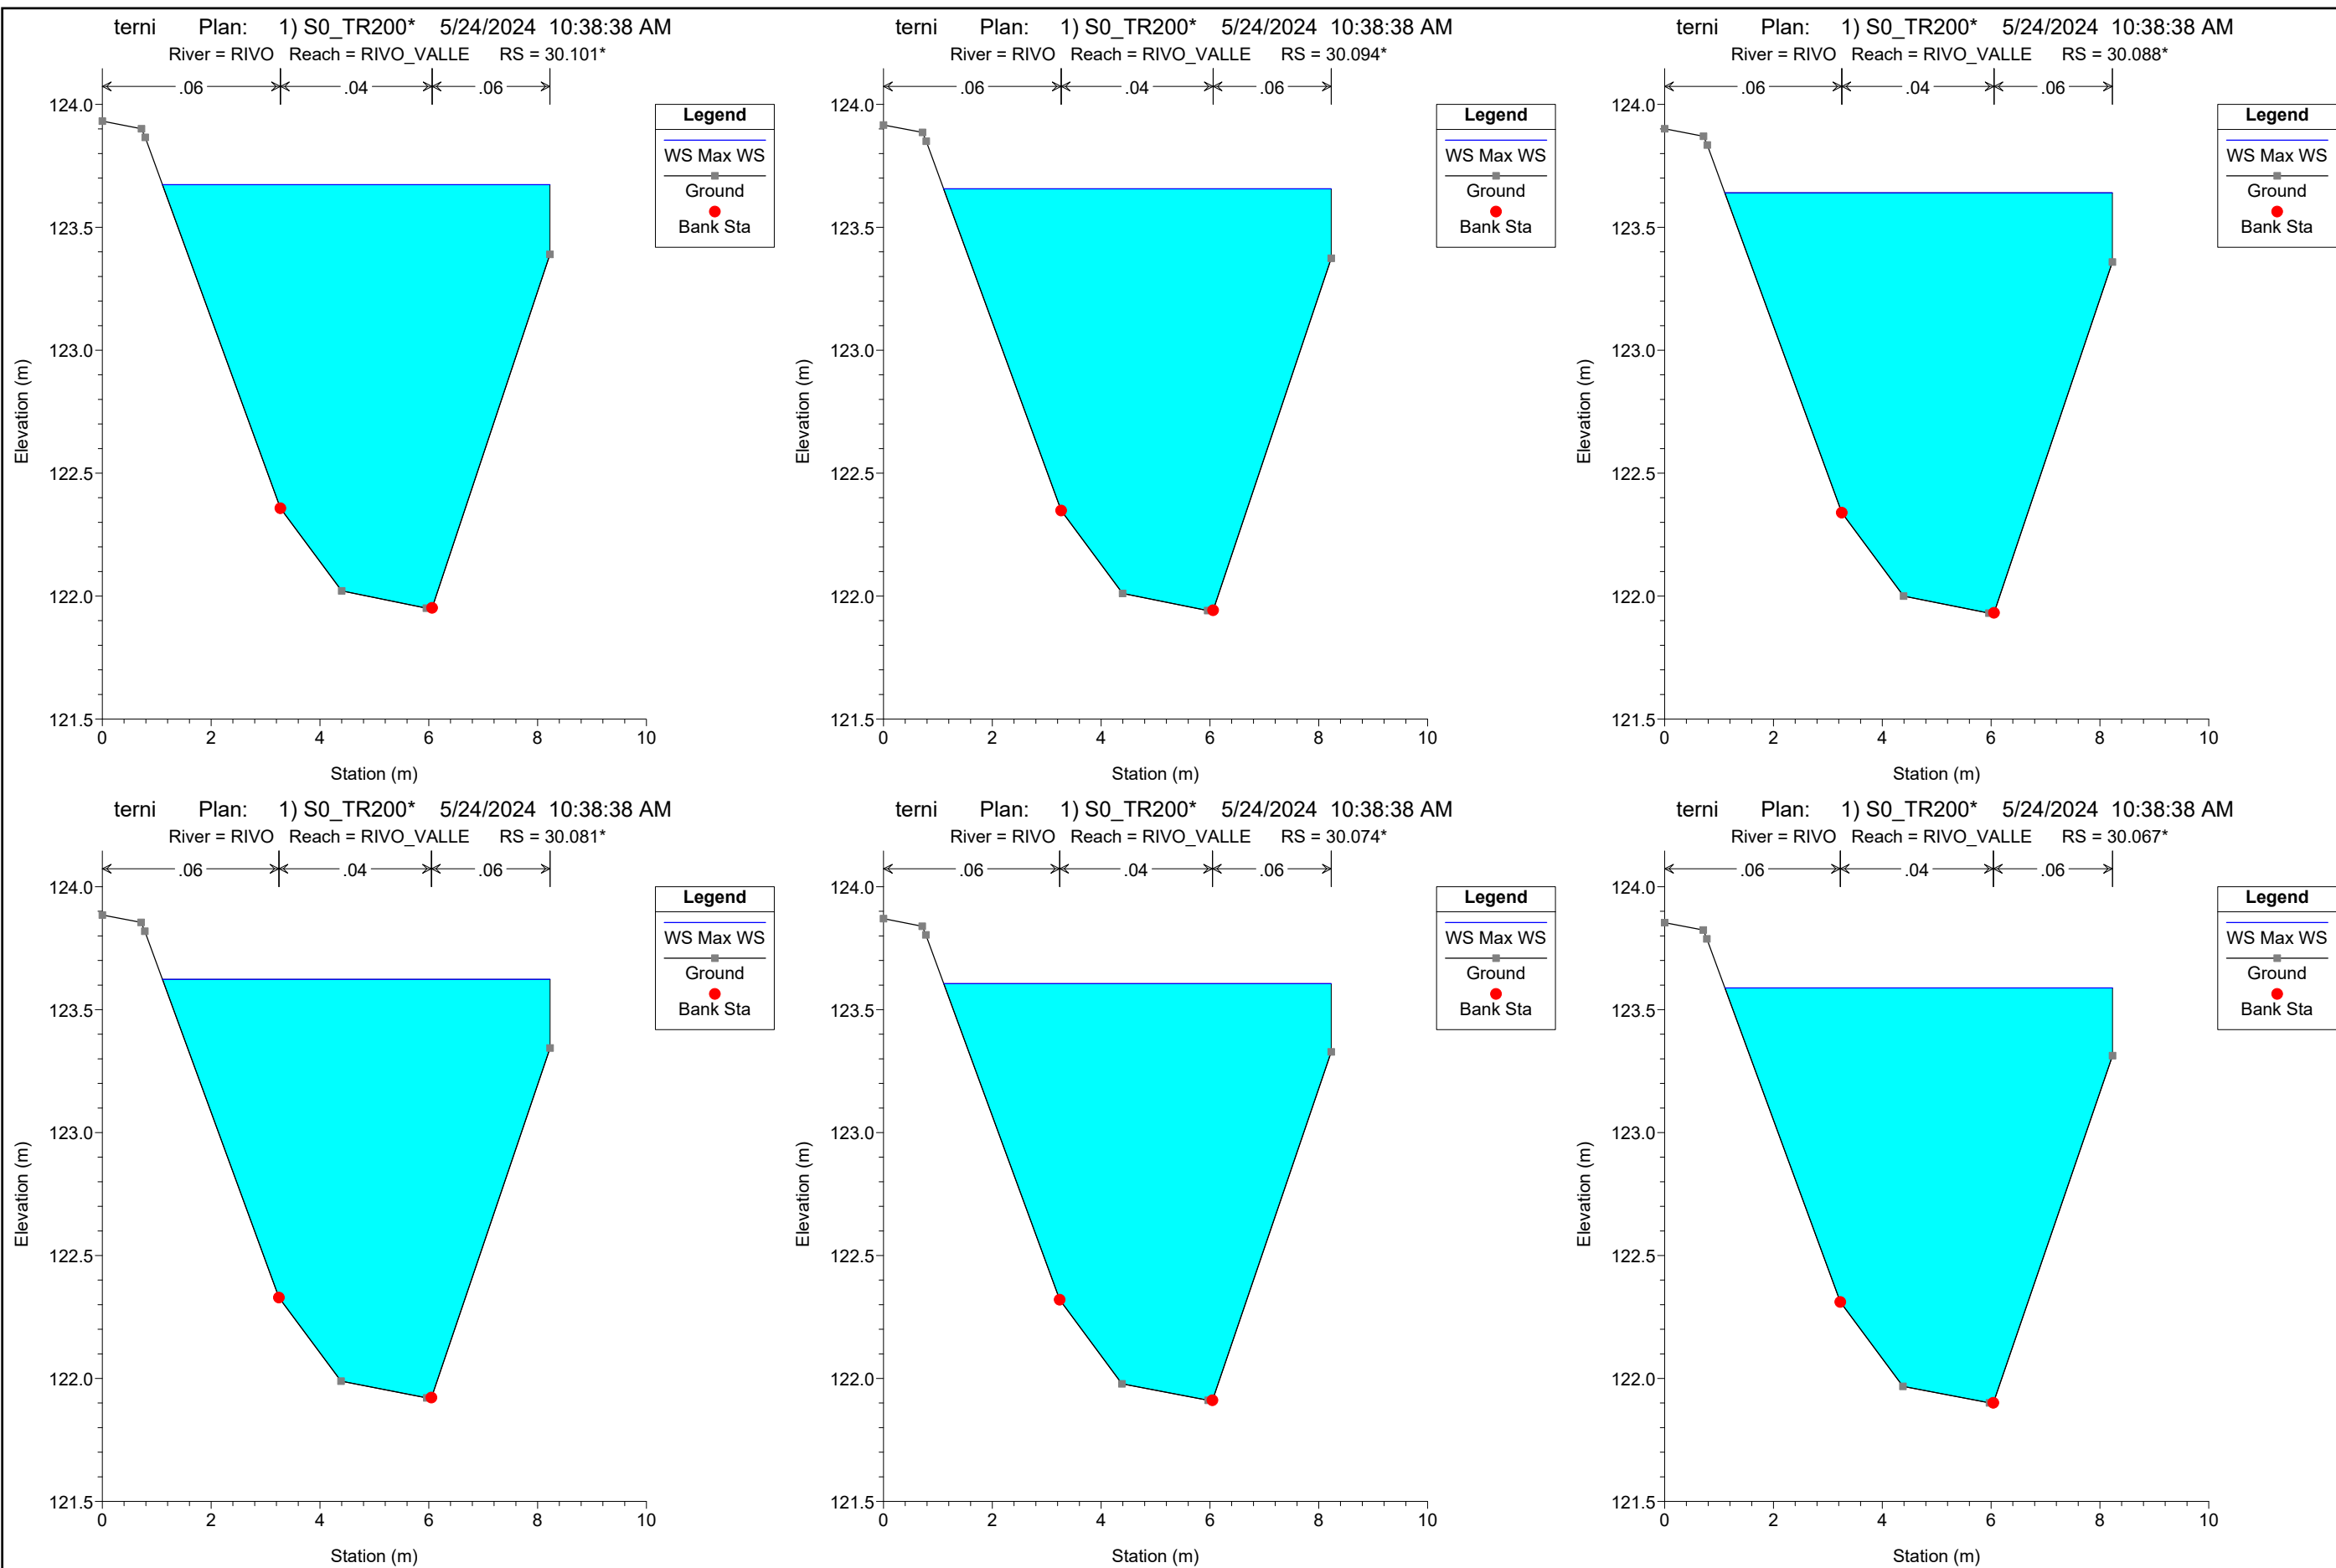 terni Plan: 1) S0_TR200* 5/24/2024 10:38:38 AM
River = RIVO Reach = RIVO_VALLE RS = 30.101*
.06 .04 .06
124.0
123.5
123.0
122.5
122.0
121.5
0 2 4 6 8 10
Station (m)
Elevation (m)
Legend
WS Max WS
Ground
Bank Sta
terni Plan: 1) S0_TR200* 5/24/2024 10:38:38 AM
River = RIVO Reach = RIVO_VALLE RS = 30.094*
.06 .04 .06
124.0
123.5
123.0
122.5
122.0
121.5
0 2 4 6 8 10
Station (m)
Elevation (m)
Legend
WS Max WS
Ground
Bank Sta
terni Plan: 1) S0_TR200* 5/24/2024 10:38:38 AM
River = RIVO Reach = RIVO_VALLE RS = 30.088*
.06 .04 .06
124.0
123.5
123.0
122.5
122.0
121.5
0 2 4 6 8 10
Station (m)
Elevation (m)
Legend
WS Max WS
Ground
Bank Sta
terni Plan: 1) S0_TR200* 5/24/2024 10:38:38 AM
River = RIVO Reach = RIVO_VALLE RS = 30.081*
.06 .04 .06
124.0
123.5
123.0
122.5
122.0
121.5
0 2 4 6 8 10
Station (m)
Elevation (m)
Legend
WS Max WS
Ground
Bank Sta
terni Plan: 1) S0_TR200* 5/24/2024 10:38:38 AM
River = RIVO Reach = RIVO_VALLE RS = 30.074*
.06 .04 .06
124.0
123.5
123.0
122.5
122.0
121.5
0 2 4 6 8 10
Station (m)
Elevation (m)
Legend
WS Max WS
Ground
Bank Sta
terni Plan: 1) S0_TR200* 5/24/2024 10:38:38 AM
River = RIVO Reach = RIVO_VALLE RS = 30.067*
.06 .04 .06
124.0
123.5
123.0
122.5
122.0
121.5
0 2 4 6 8 10
Station (m)
Elevation (m)
Legend
WS Max WS
Ground
Bank Sta